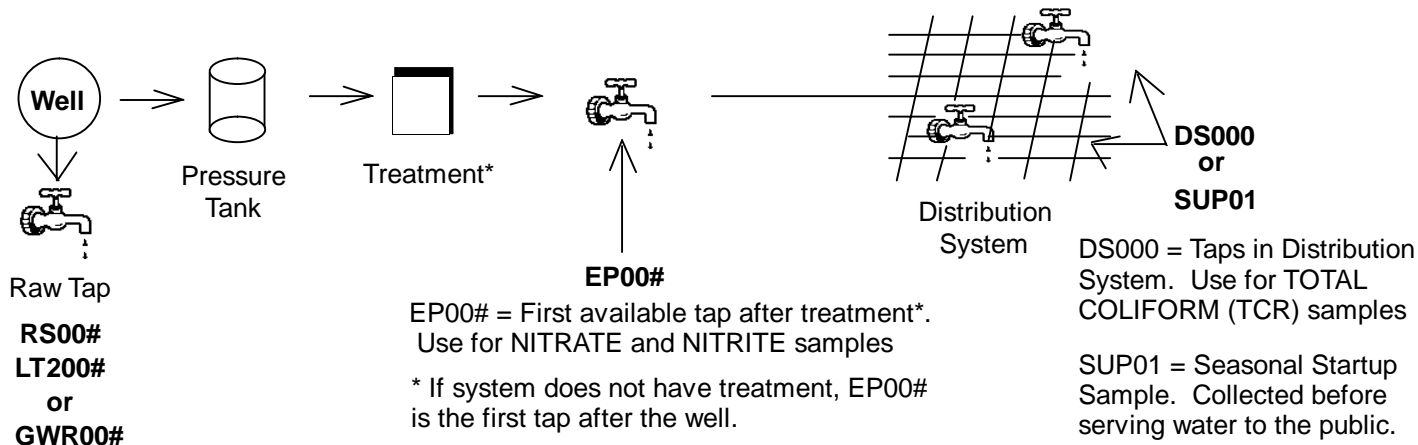 Well
Pressure
Tank
Treatment*
Raw Tap
RS00#
LT200#
or
GWR00#
EP00#
EP00# = First available tap after treatment*.
Use for NITRATE and NITRITE samples
* If system does not have treatment, EP00#
is the first tap after the well.
Distribution
System
DS000
or
SUP01
DS000 = Taps in Distribution
System. Use for TOTAL
COLIFORM (TCR) samples
SUP01 = Seasonal Startup
Sample. Collected before
serving water to the public.